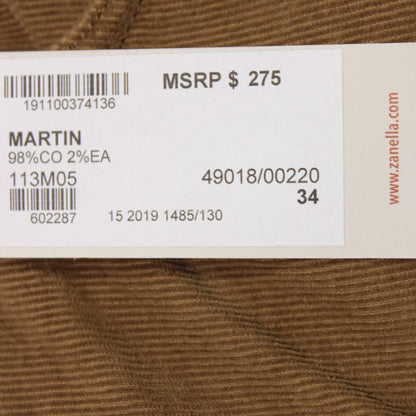 MSRP $ 275
191100374136
MARTIN
98%CO 2%EA
113M05
49018/00220
34
602287
15 2019 1485/130
www.zanella.com